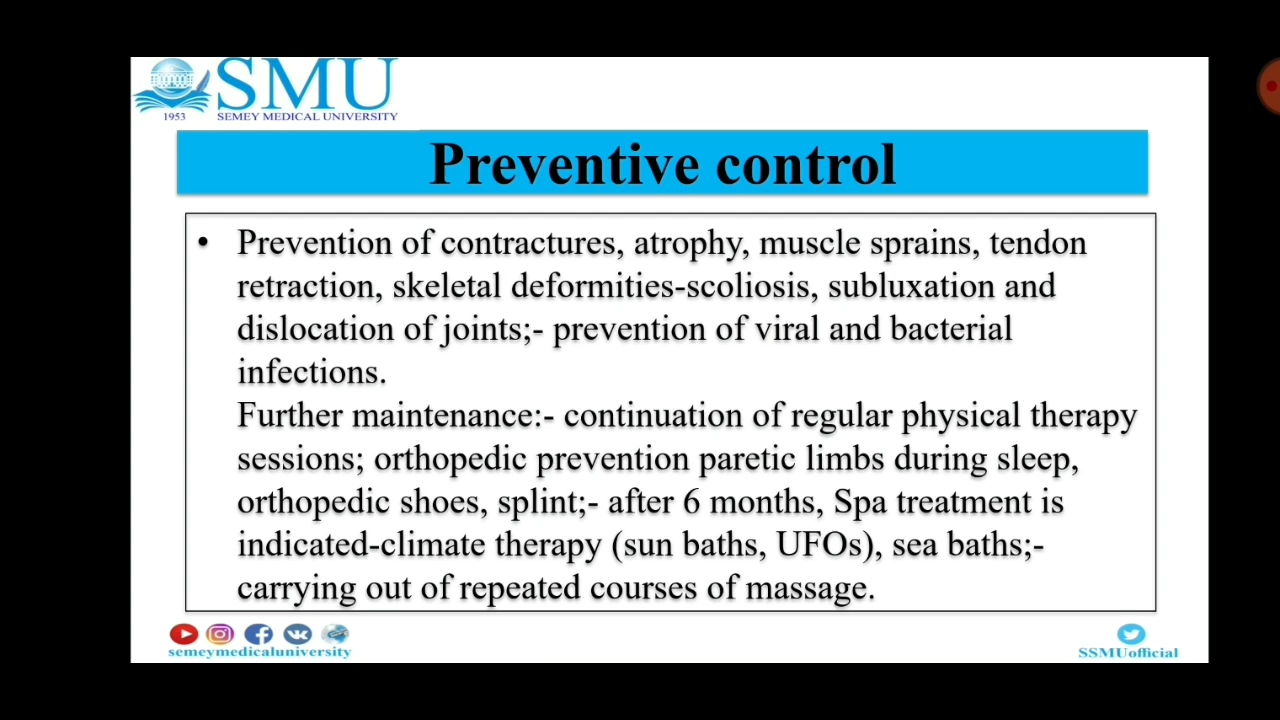 SMU
1953 SEMEY MEDICAL UNIVERSITY
Preventive control
• Prevention of contractures, atrophy, muscle sprains, tendon
retraction, skeletal deformities-scoliosis, subluxation and
dislocation of joints;- prevention of viral and bacterial
infections.
Further maintenance:- continuation of regular physical therapy
sessions; orthopedic prevention paretic limbs during sleep,
orthopedic shoes, splint;- after 6 months, Spa treatment is
indicated-climate therapy (sun baths, UFOs), sea baths;-
carrying out of repeated courses of massage.
semeymedicaluniversity
SSMUofficial